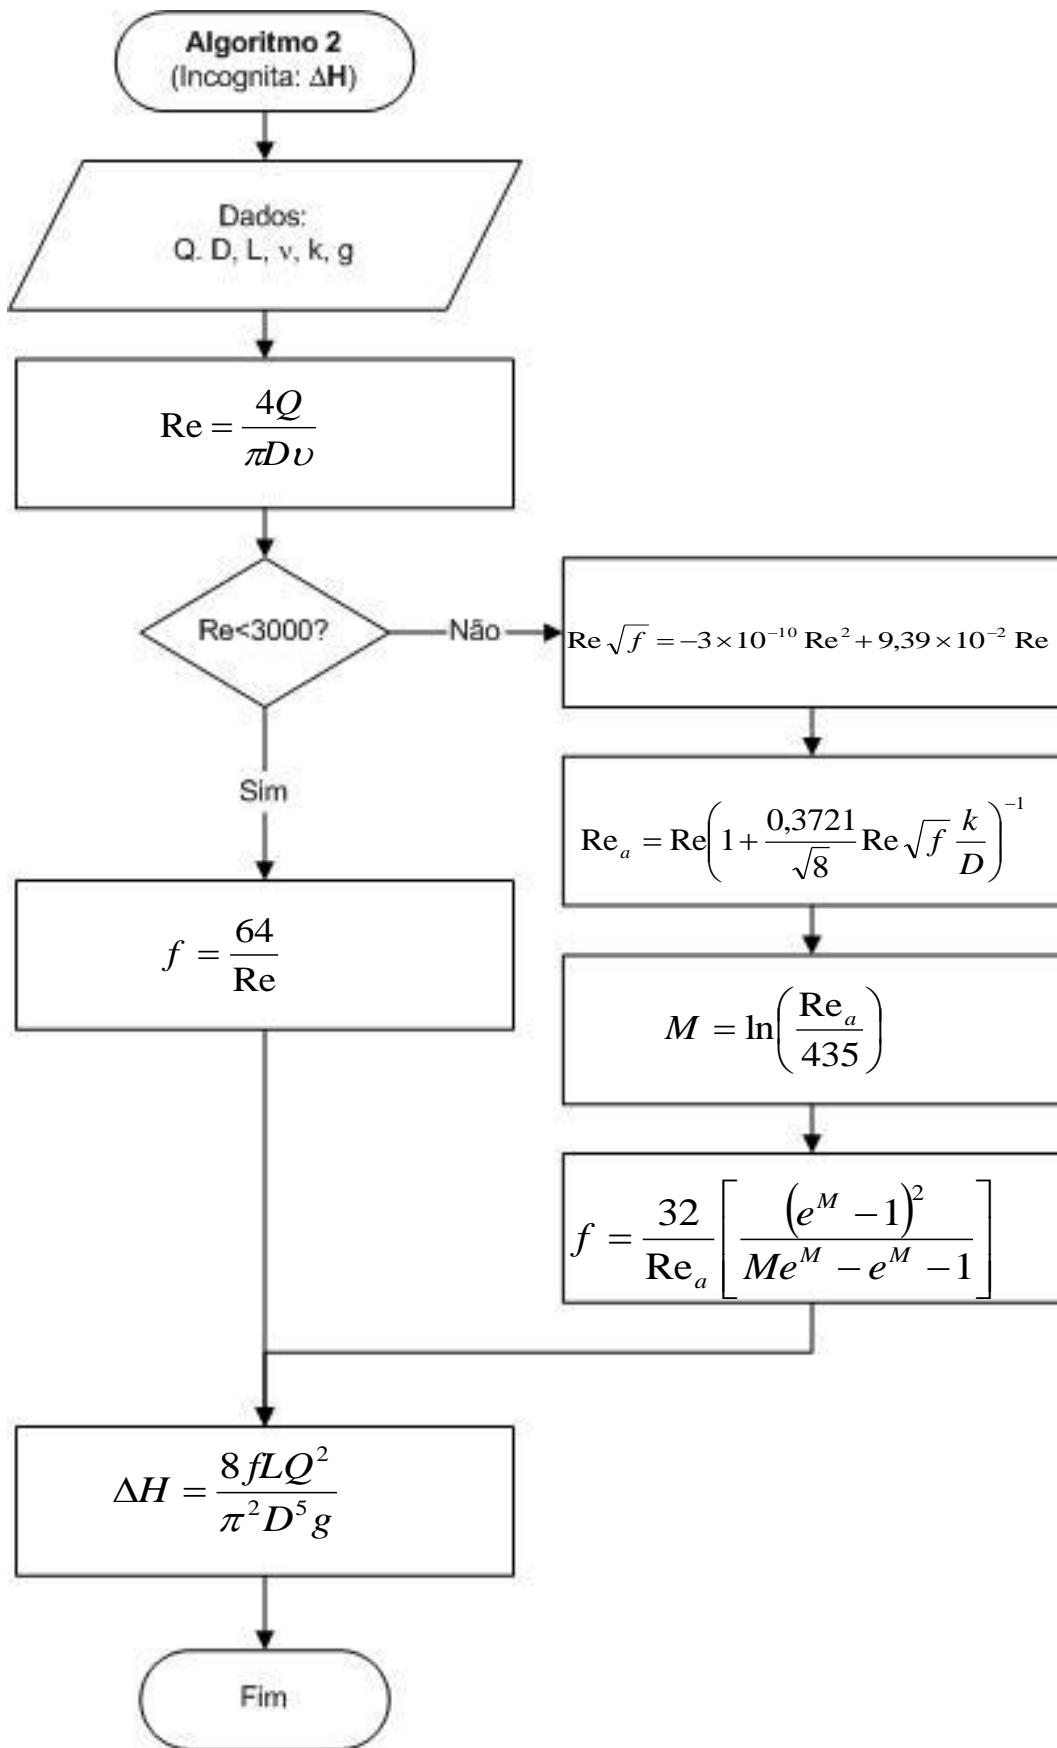 Algoritmo 2
(Incognita: ΔH)
Dados:
Q. D, L, ν, k, g
Re = 4Q / πDυ
Re<3000?
Não
Re √f = −3 × 10⁻¹⁰ Re² + 9,39 × 10⁻² Re
Sim
Reₐ = Re(1 + 0,3721/√8 Re √f k/D)⁻¹
f = 64 / Re
M = ln(Reₐ / 435)
f = 32/Reₐ [(e^M − 1)² / (Me^M − e^M − 1)]
ΔH = 8fLQ² / π²D⁵g
Fim